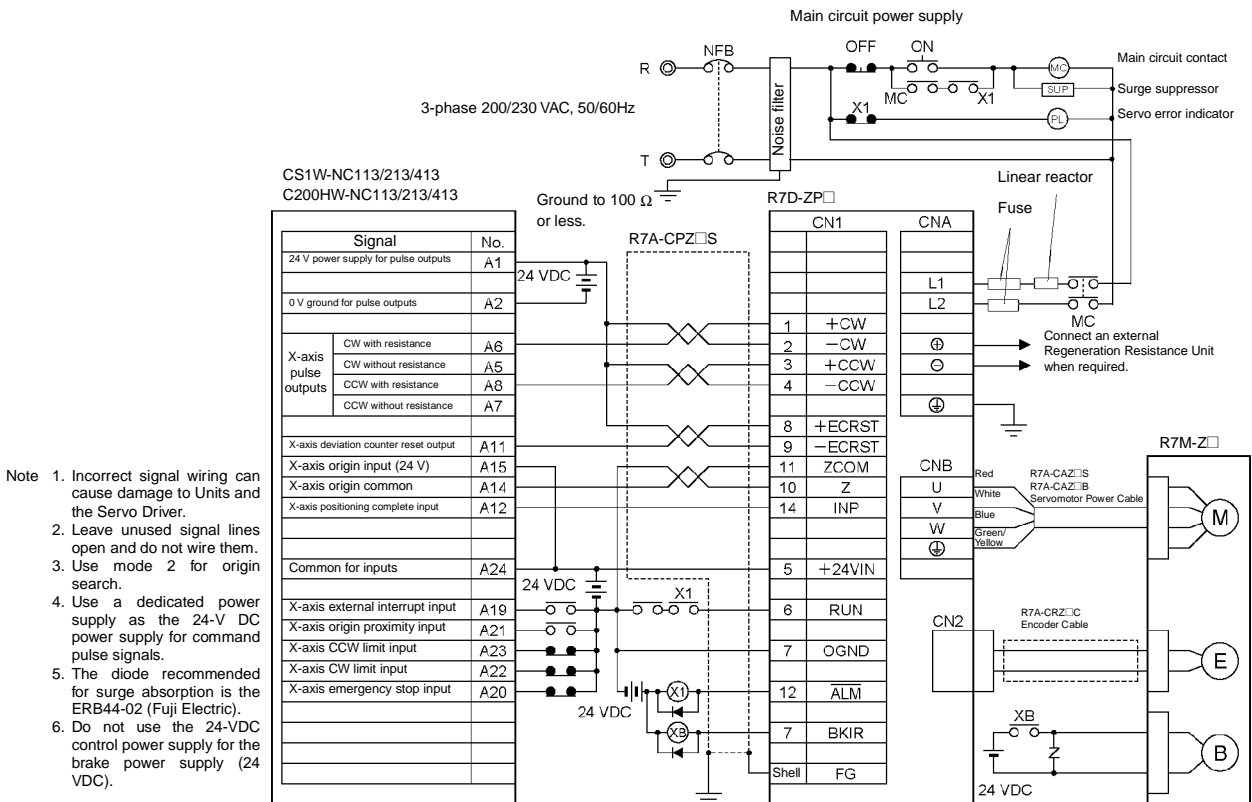 Main circuit power supply
NFB
OFF
ON
R
MC
Main circuit contact
SUP
Surge suppressor
MC
X1
X1
PL
Servo error indicator
3-phase 200/230 VAC, 50/60Hz
Noise filter
T
CS1W-NC113/213/413
C200HW-NC113/213/413
Ground to 100 Ω
or less.
R7D-ZP□
Linear reactor
Fuse
R7A-CPZ□S
CN1
CNA
Signal
No.
24 V power supply for pulse outputs
A1
24 VDC
0 V ground for pulse outputs
A2
L1
L2
MC
X-axis
pulse
outputs
CW with resistance
A6
CW without resistance
A5
CCW with resistance
A8
CCW without resistance
A7
1 +CW
2 −CW
3 +CCW
4 −CCW
⊕
⊖
Connect an external
Regeneration Resistance Unit
when required.
8 +ECRST
X-axis deviation counter reset output
A11
9 −ECRST
X-axis origin input (24 V)
A15
11 ZCOM
X-axis origin common
A14
10 Z
X-axis positioning complete input
A12
14 INP
Common for inputs
A24
24 VDC
5 +24VIN
X-axis external interrupt input
A19
X1
6 RUN
X-axis origin proximity input
A21
X-axis CCW limit input
A23
7 OGND
X-axis CW limit input
A22
X-axis emergency stop input
A20
24 VDC
X1
12 ALM
XB
7 BKIR
Shell FG
CNB
U
V
W
Red
White
Blue
Green/
Yellow
R7A-CAZ□S
R7A-CAZ□B
Servomotor Power Cable
R7M-Z□
M
CN2
R7A-CRZ□C
Encoder Cable
E
XB
24 VDC
B
Note 1. Incorrect signal wiring can
cause damage to Units and
the Servo Driver.
2. Leave unused signal lines
open and do not wire them.
3. Use mode 2 for origin
search.
4. Use a dedicated power
supply as the 24-V DC
power supply for command
pulse signals.
5. The diode recommended
for surge absorption is the
ERB44-02 (Fuji Electric).
6. Do not use the 24-VDC
control power supply for the
brake power supply (24
VDC).